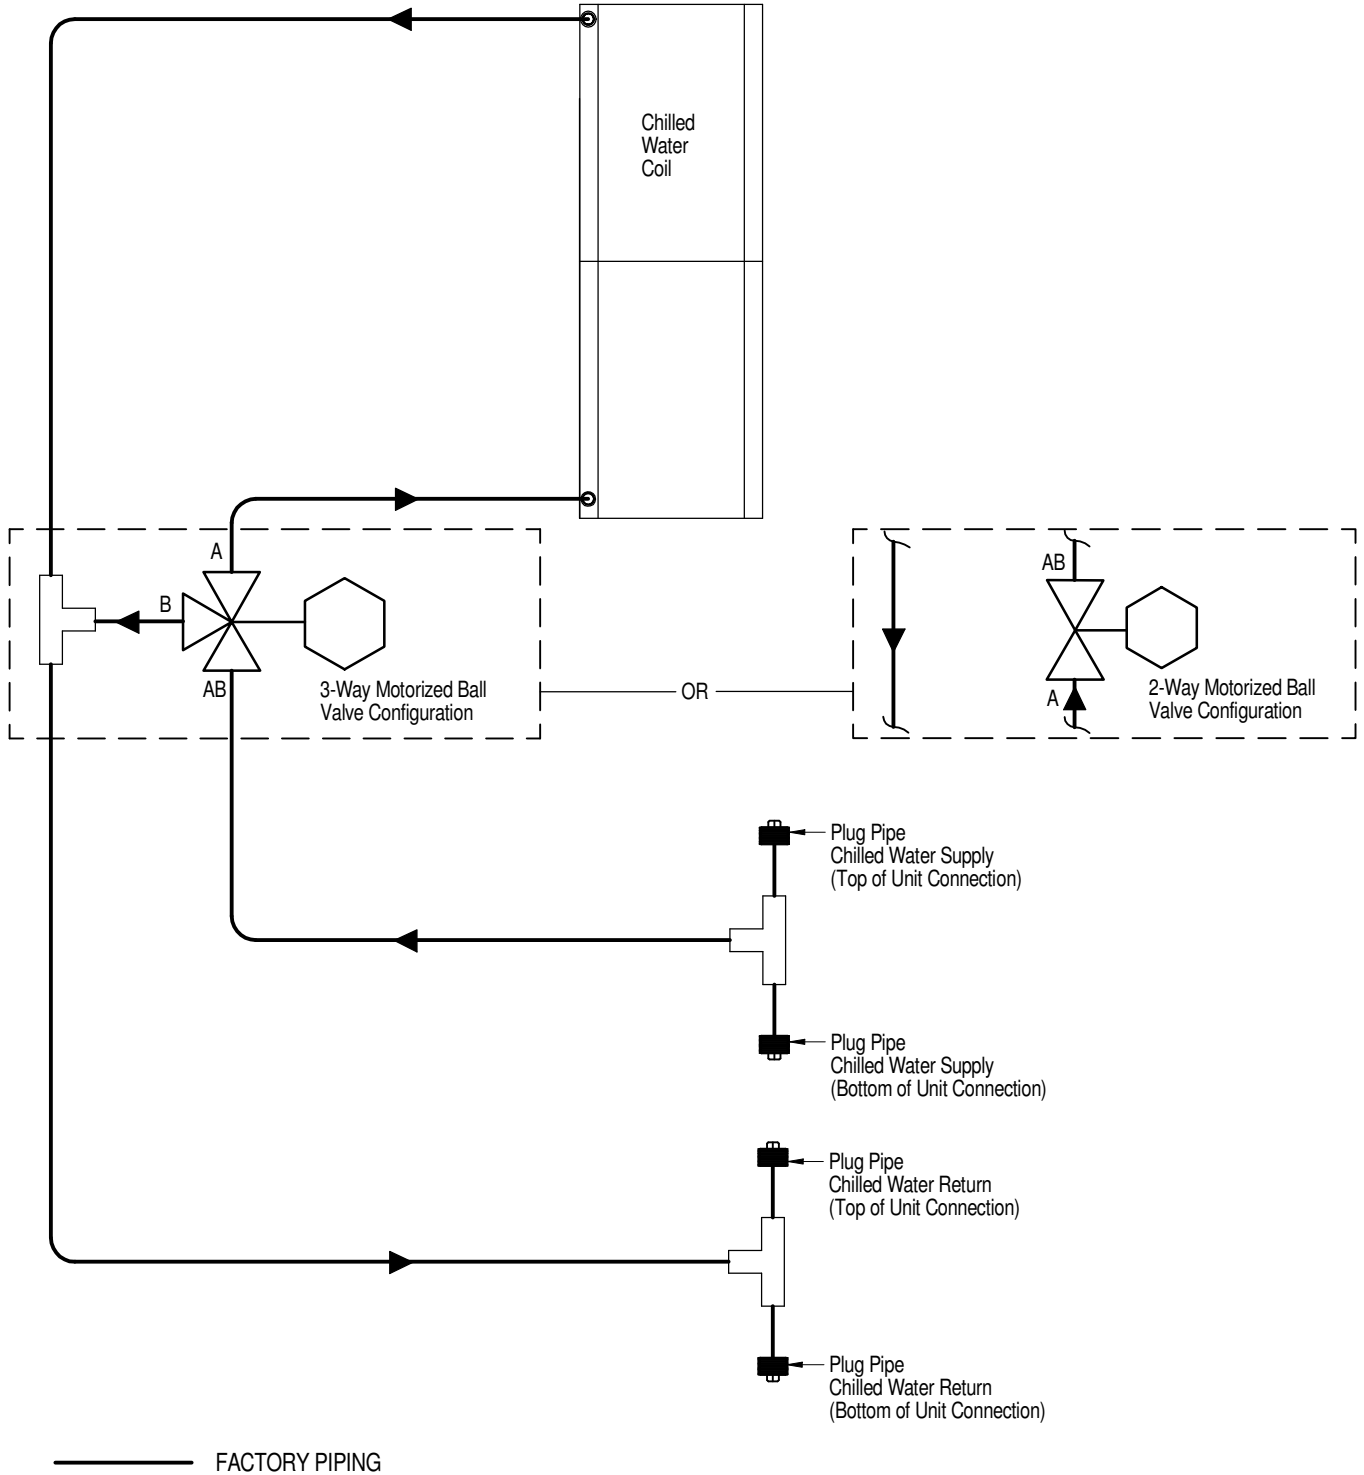 Chilled
Water
Coil
A
B
AB
3-Way Motorized Ball
Valve Configuration
OR
AB
A
2-Way Motorized Ball
Valve Configuration
Plug Pipe
Chilled Water Supply
(Top of Unit Connection)
Plug Pipe
Chilled Water Supply
(Bottom of Unit Connection)
Plug Pipe
Chilled Water Return
(Top of Unit Connection)
Plug Pipe
Chilled Water Return
(Bottom of Unit Connection)
FACTORY PIPING